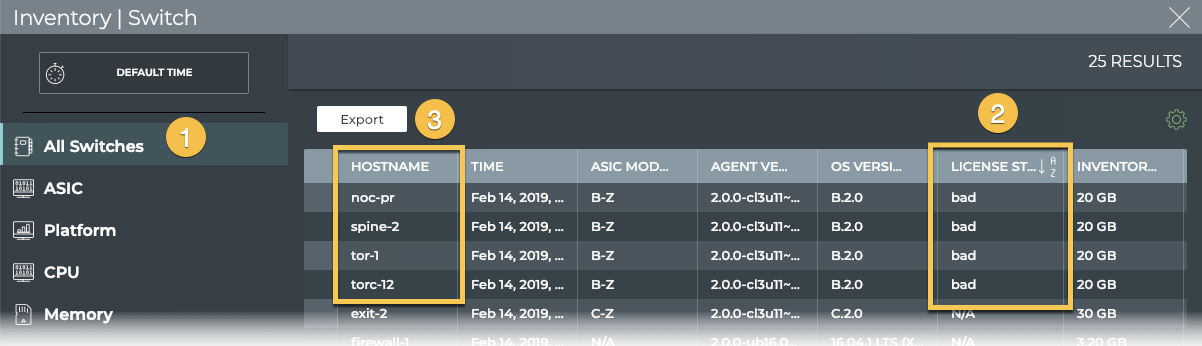 Inventory | Switch
DEFAULT TIME
25 RESULTS
1
All Switches
ASIC
Platform
CPU
Memory
Export
3
2
HOSTNAME TIME ASIC MOD... AGENT VE... OS VERSI... LICENSE ST... A Z INVENTOR...
noc-pr Feb 14, 2019, ... B-Z 2.0.0-cl3u11~... B.2.0 bad 20 GB
spine-2 Feb 14, 2019, ... B-Z 2.0.0-cl3u11~... B.2.0 bad 20 GB
tor-1 Feb 14, 2019, ... B-Z 2.0.0-cl3u11~... B.2.0 bad 20 GB
torc-12 Feb 14, 2019, ... B-Z 2.0.0-cl3u11~... B.2.0 bad 20 GB
exit-2 Feb 14, 2019, ... C-Z 2.0.0-cl3u11~... C.2.0 N/A 30 GB
firewall-1 Feb 14, 2019, ... N/A 2.0.0-ub16.0... 16.04.1 LTS (X... N/A 3.20 GB